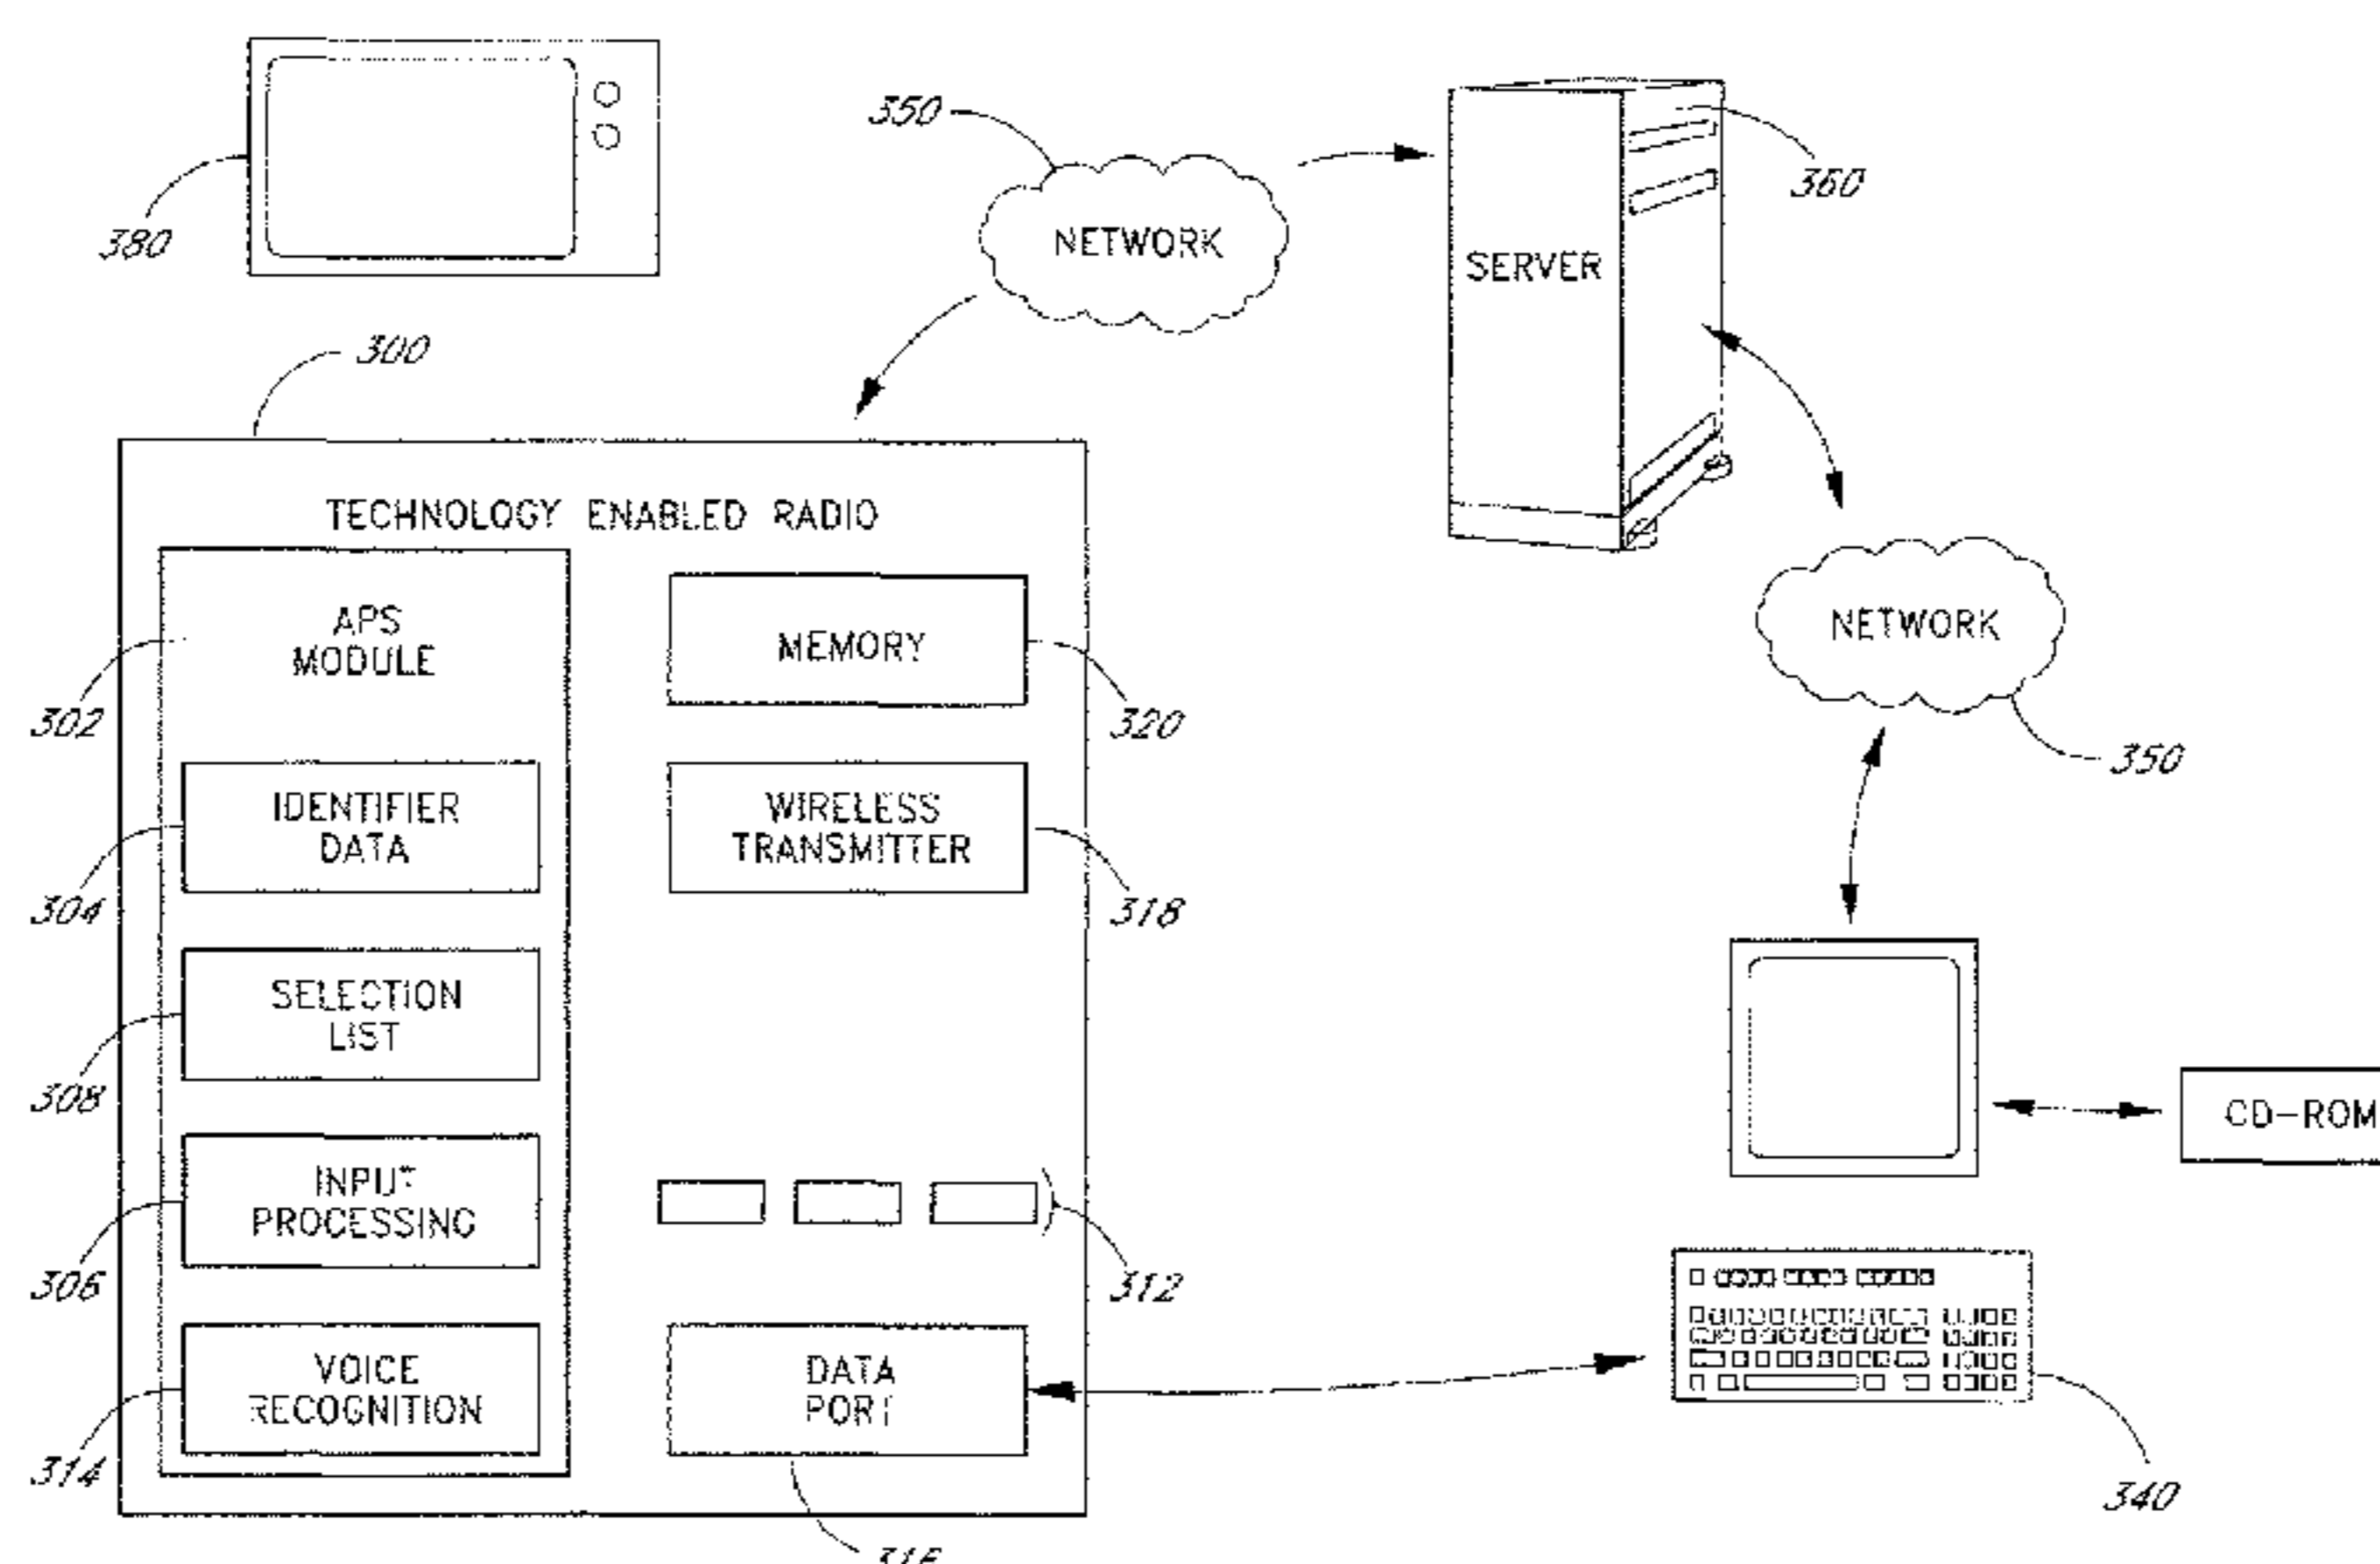 350
NETWORK
SERVER
360
380
300
TECHNOLOGY ENABLED RADIO
APS
MODULE
302
MEMORY
320
IDENTIFIER
DATA
304
WIRELESS
TRANSMITTER
318
SELECTION
LIST
308
INPUT
PROCESSING
306
312
VOICE
RECOGNITION
314
DATA
PORT
NETWORK
350
CD-ROM
340